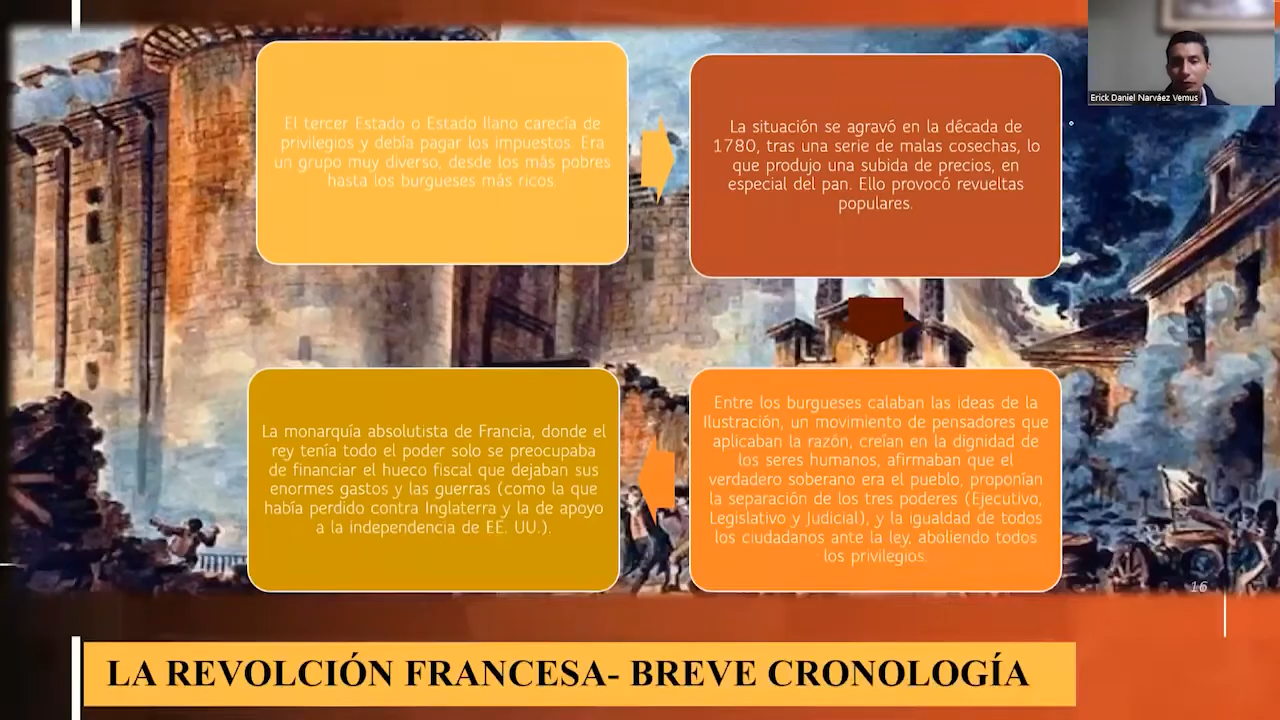 El tercer Estado o Estado llano carecía de
privilegios y debía pagar los impuestos. Era
un grupo muy diverso, desde los más pobres
hasta los burgueses más ricos.
La situación se agravó en la década de
1780, tras una serie de malas cosechas, lo
que produjo una subida de precios, en
especial del pan. Ello provocó revueltas
populares.
Entre los burgueses calaban las ideas de la
Ilustración, un movimiento de pensadores que
aplicaban la razón, creían en la dignidad de
los seres humanos, afirmaban que el
verdadero soberano era el pueblo, proponían
la separación de los tres poderes (Ejecutivo,
Legislativo y Judicial), y la igualdad de todos
los ciudadanos ante la ley, aboliendo todos
los privilegios.
La monarquía absolutista de Francia, donde el
rey tenía todo el poder solo se preocupaba
de financiar el hueco fiscal que dejaban sus
enormes gastos y las guerras (como la que
había perdido contra Inglaterra y la de apoyo
a la independencia de EE. UU.).
Erick Daniel Narváez Vemus
16
LA REVOLCIÓN FRANCESA- BREVE CRONOLOGÍA